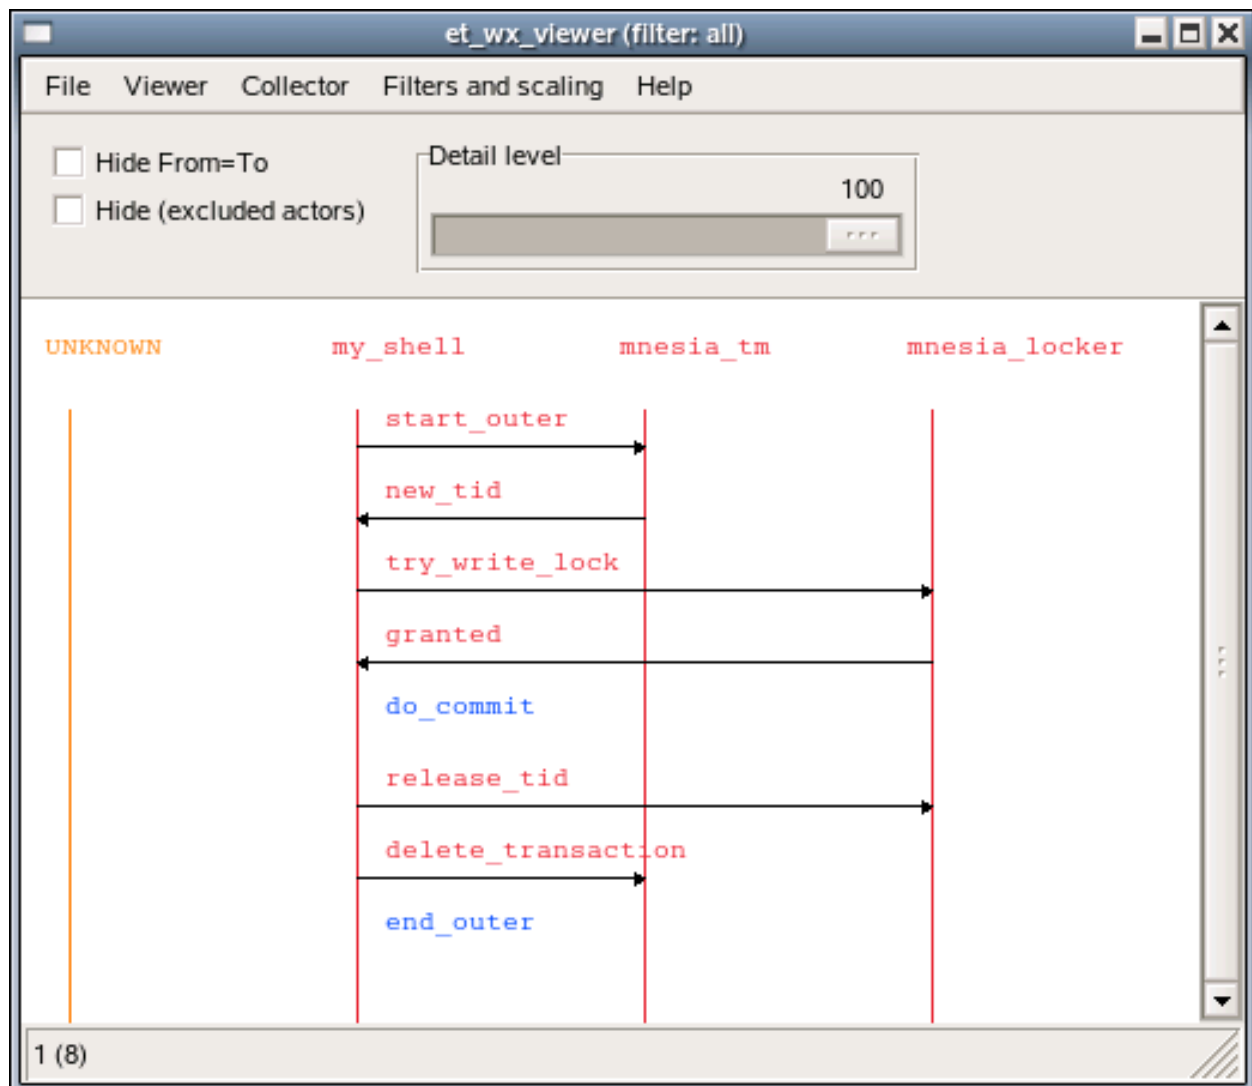 et_wx_viewer (filter: all)
File Viewer Collector Filters and scaling Help
Hide From=To
Hide (excluded actors)
Detail level
100
UNKNOWN my_shell mnesia_tm mnesia_locker
start_outer
new_tid
try_write_lock
granted
do_commit
release_tid
delete_transaction
end_outer
1 (8)